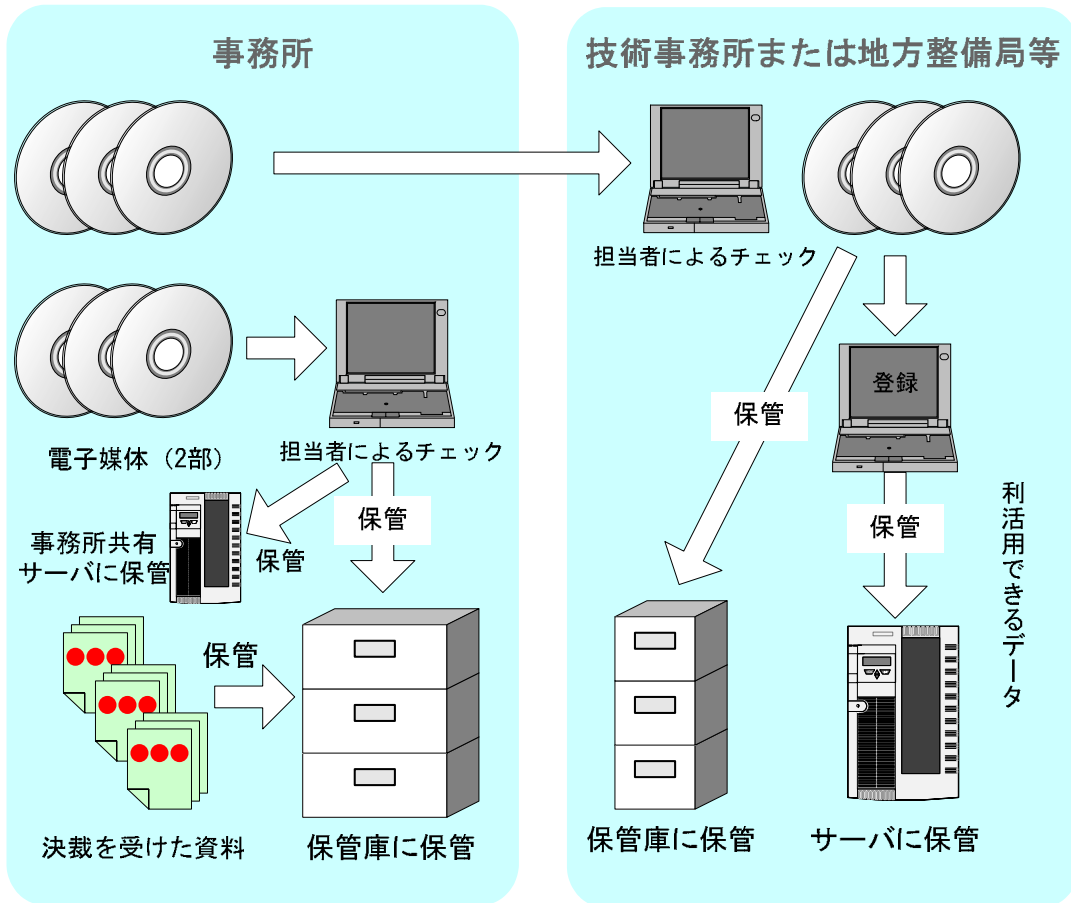 事務所
電子媒体（2部）
担当者によるチェック
保管
保管
事務所共有
サーバに保管
保管
決裁を受けた資料
保管庫に保管
技術事務所または地方整備局等
担当者によるチェック
登録
保管
保管
利活用できるデータ
保管庫に保管
サーバに保管